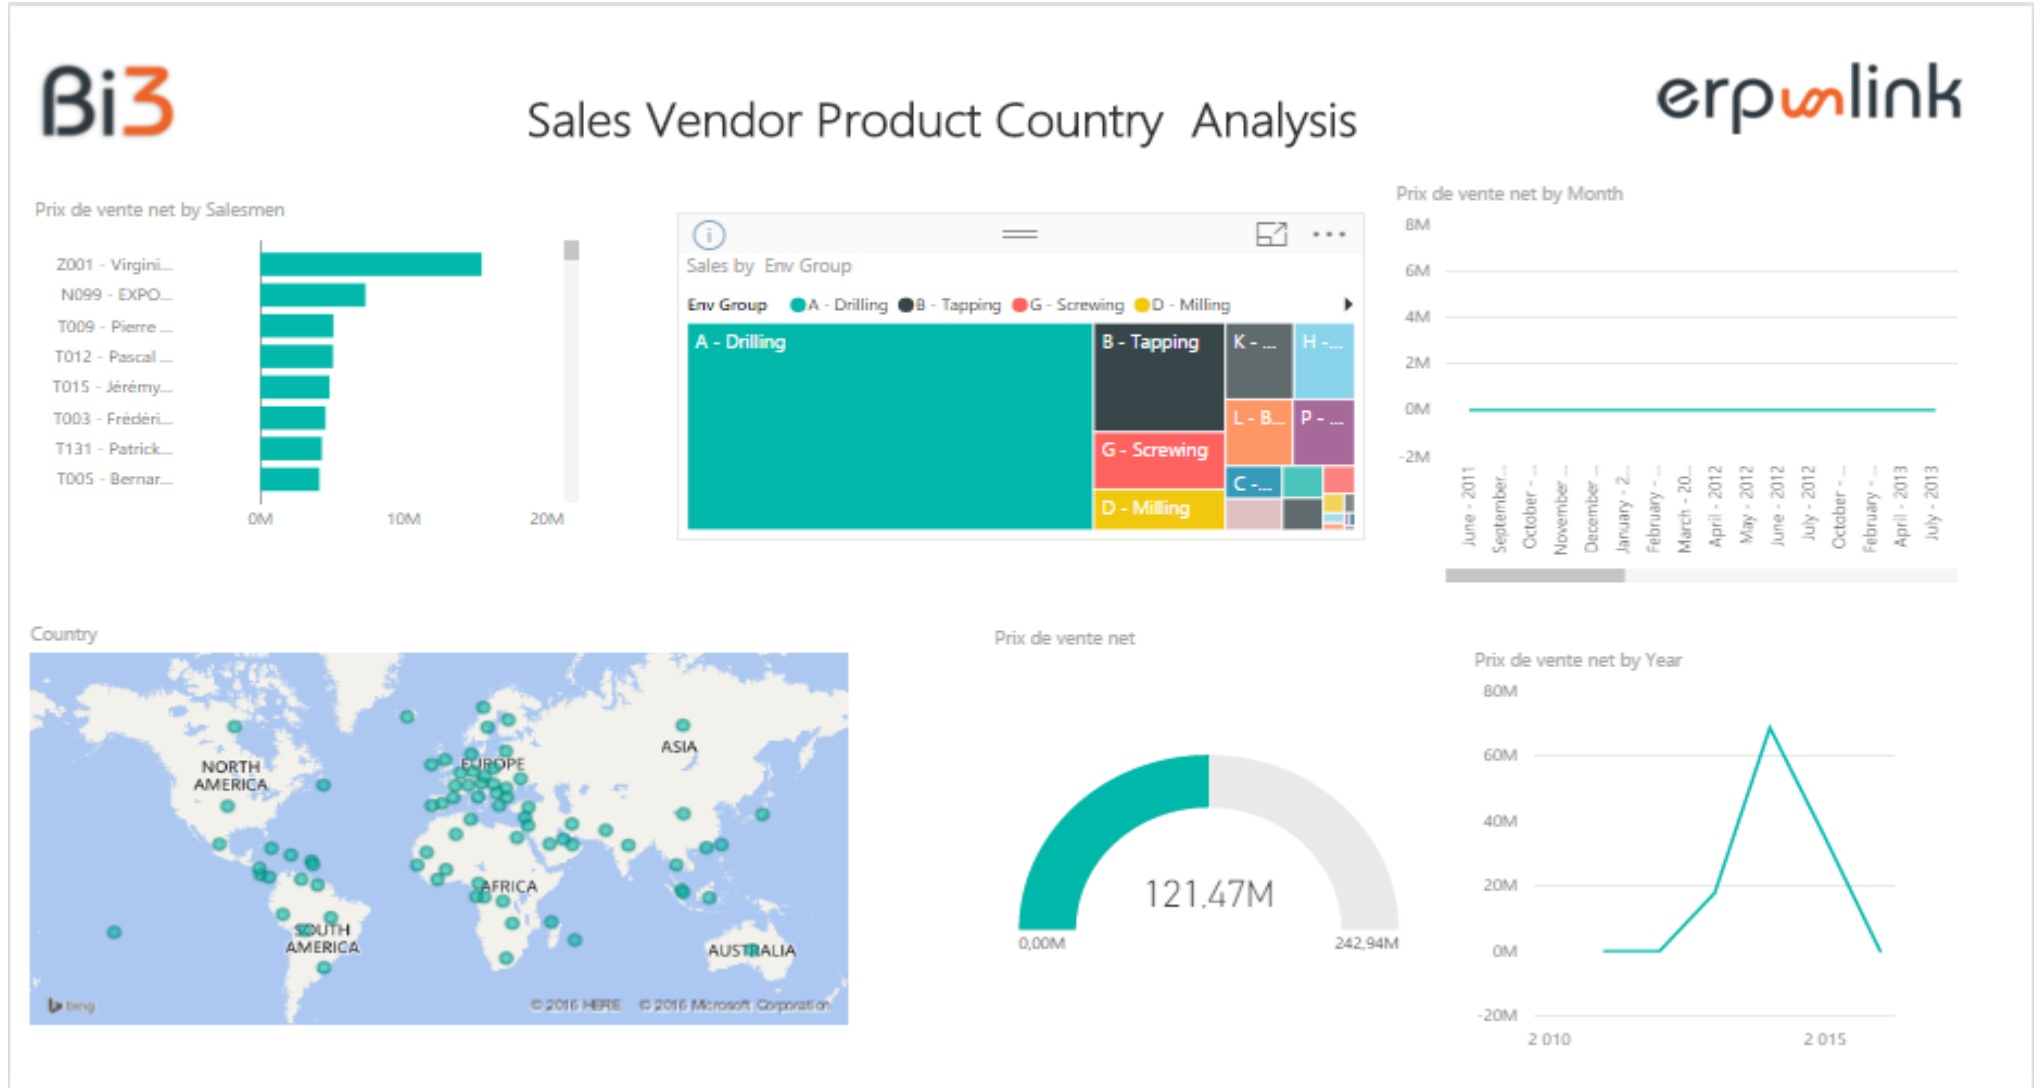 Bi3
erpunlink
Sales Vendor Product Country Analysis
Prix de vente net by Salesmen
Z001 - Virgini...
N099 - EXPO...
T009 - Pierre ...
T012 - Pascal ...
T015 - Jérémy...
T003 - Frédéri...
T131 - Patrick...
T005 - Bernar...
0M 10M 20M
Sales by Env Group
Env Group A - Drilling B - Tapping G - Screwing D - Milling
A - Drilling
B - Tapping
G - Screwing
D - Milling
K - ...
H -...
L - B...
P - ...
C -...
Prix de vente net by Month
8M
6M
4M
2M
0M
-2M
June - 2011
September...
October - ...
November ...
December ...
January - 2...
February - ...
March - 20...
April - 2012
May - 2012
June - 2012
July - 2012
October - ...
February - ...
April - 2013
July - 2013
Country
NORTH
AMERICA
EUROPE
ASIA
AFRICA
SOUTH
AMERICA
AUSTRALIA
bing
© 2016 HERE © 2016 Microsoft Corporation
Prix de vente net
121,47M
0,00M
242,94M
Prix de vente net by Year
80M
60M
40M
20M
0M
-20M
2 010 2 015